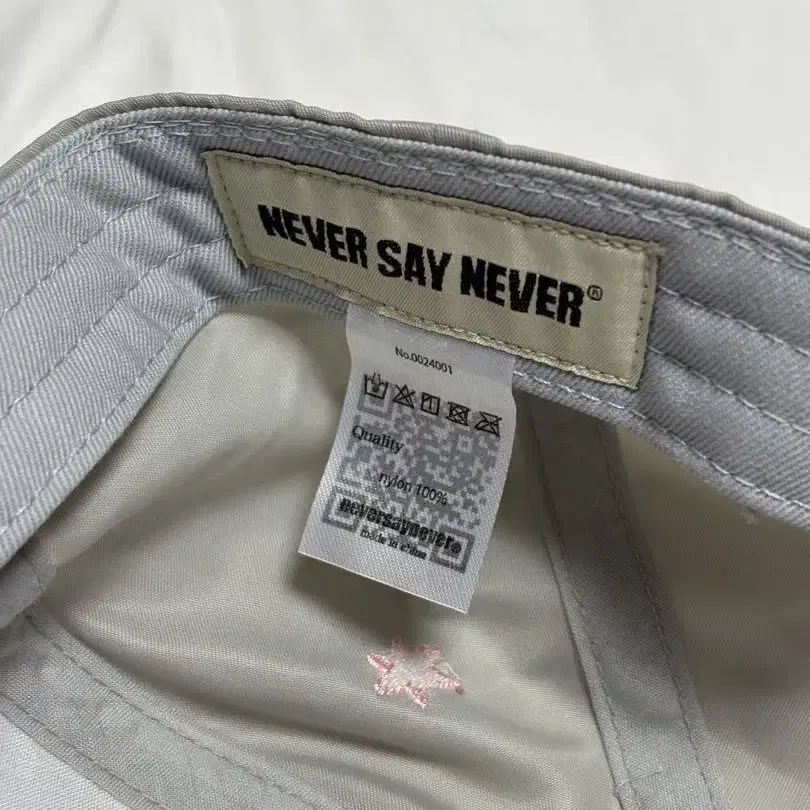 NEVER SAY NEVER®
No.0024001
Quality
nylon 100%
neversaynever®
made in china